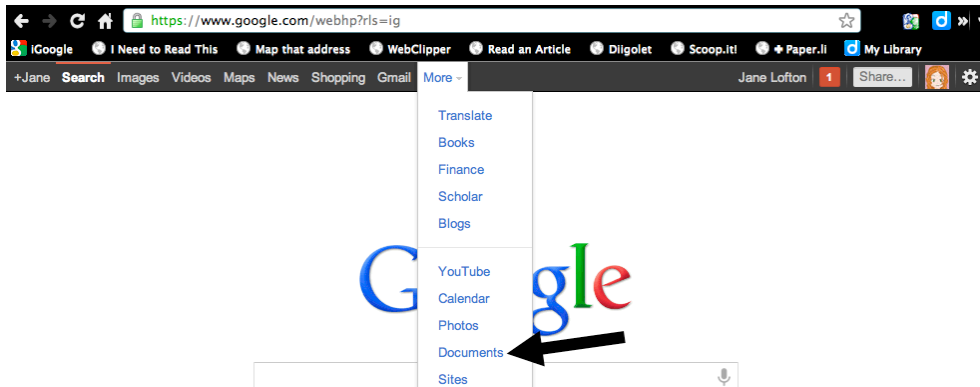 https://www.google.com/webhp?rls=ig
iGoogle I Need to Read This Map that address WebClipper Read an Article Diigolet Scoop.it! ✚ Paper.li My Library
+Jane Search Images Videos Maps News Shopping Gmail More Jane Lofton 1 Share...
Translate
Books
Finance
Scholar
Blogs
YouTube
Calendar
Photos
Documents
Sites
Google